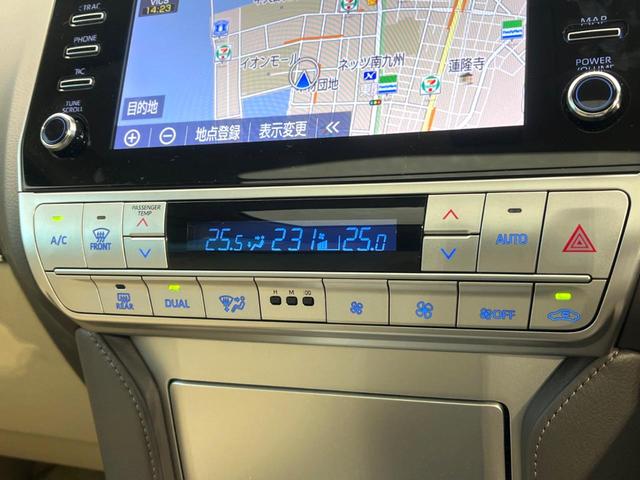 VICS
14:23
TRAC
PHONE
TUNE
SCROLL
イオンモール
ネッツ南九州
団地
蓮隆寺
目的地
地点登録
表示変更
MAP
POWER
VOLUME
PASSENGER
TEMP
A/C
FRONT
25.5
23
25.0
AUTO
REAR
DUAL
H M
OFF